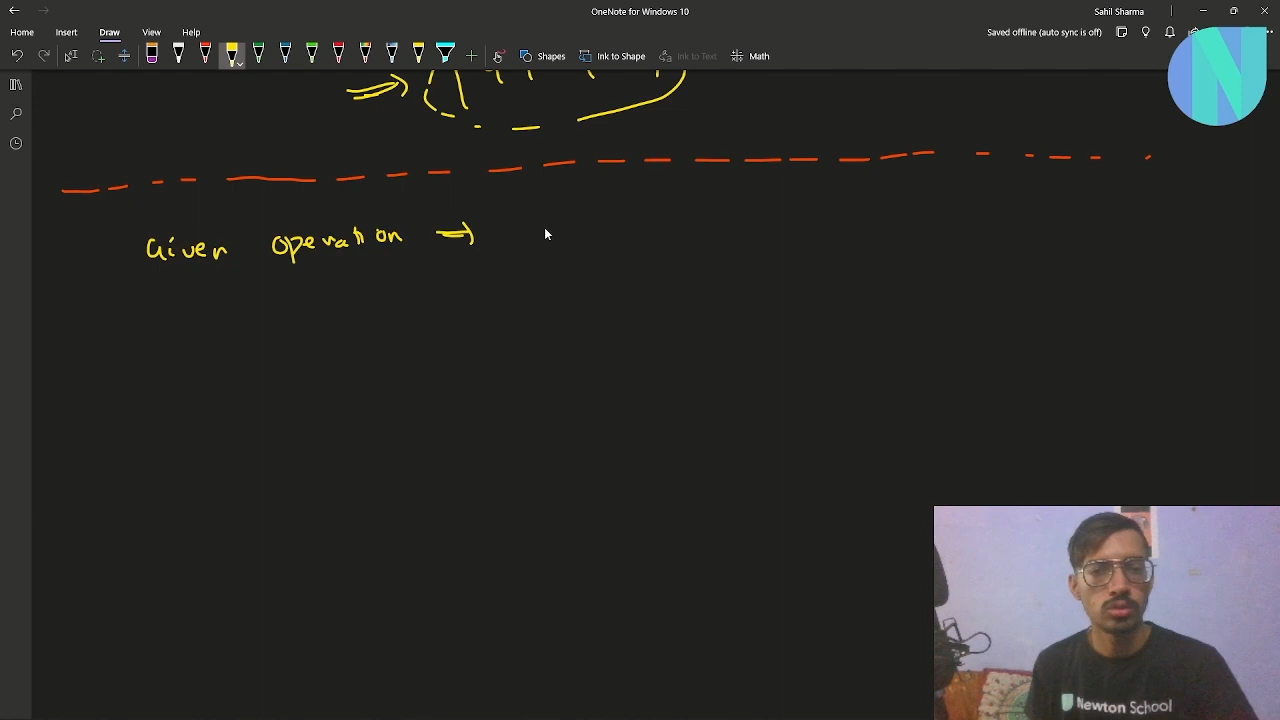 OneNote for Windows 10
Sahil Sharma
Home Insert Draw View Help
Saved offline (auto sync is off)
Shapes Ink to Shape Ink to Text Math
Given operation ⇒
Newton School